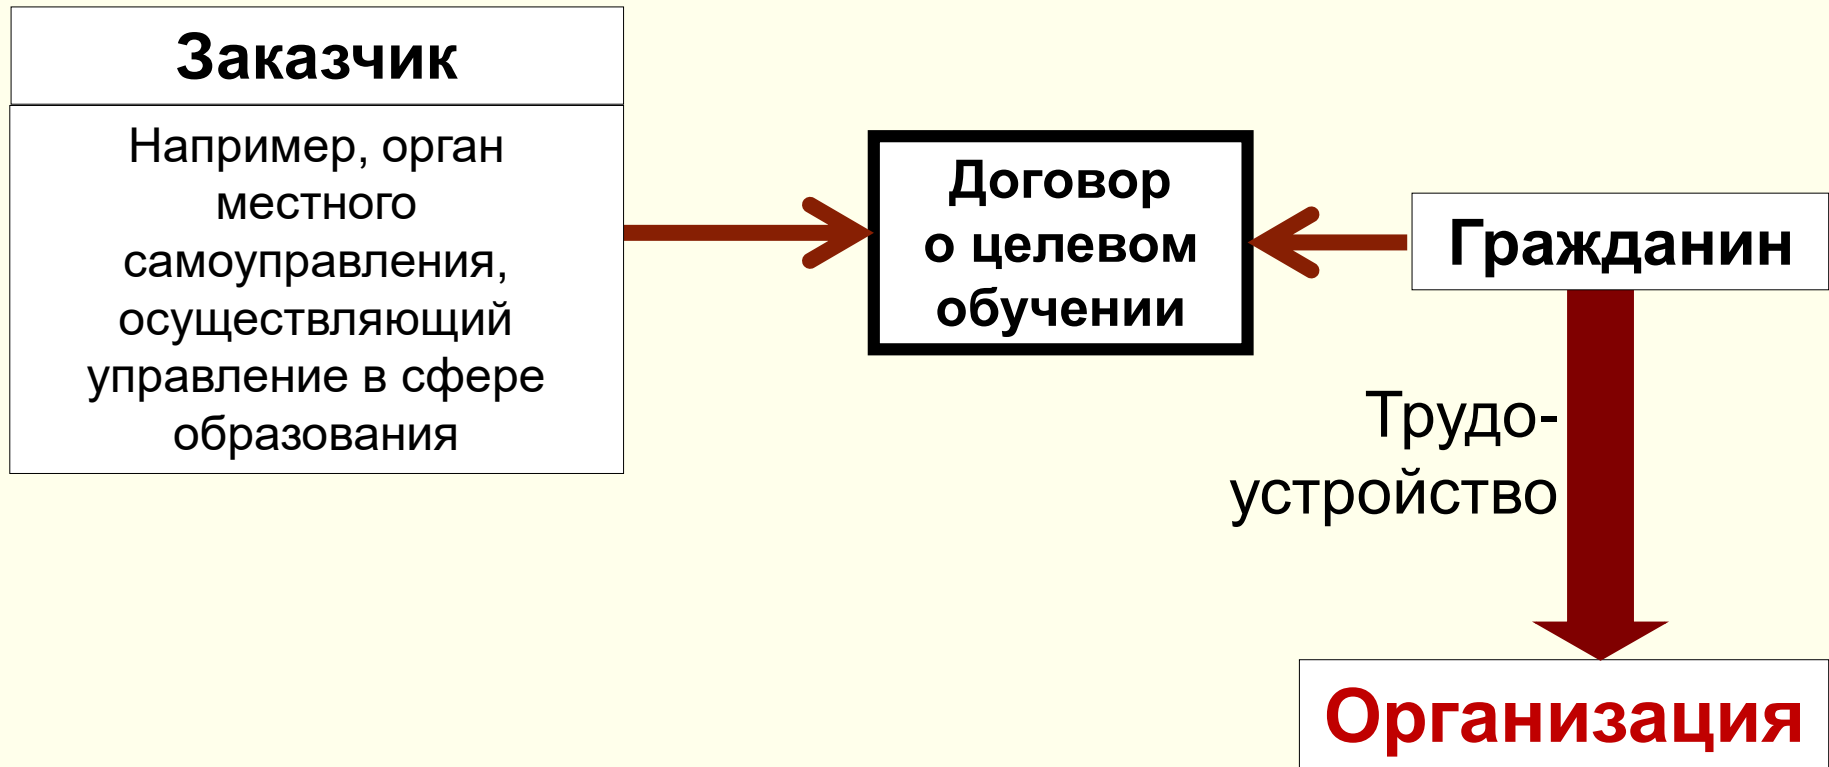 Заказчик
Например, орган
местного
самоуправления,
осуществляющий
управление в сфере
образования
Договор
о целевом
обучении
Гражданин
Трудо-
устройство
Организация